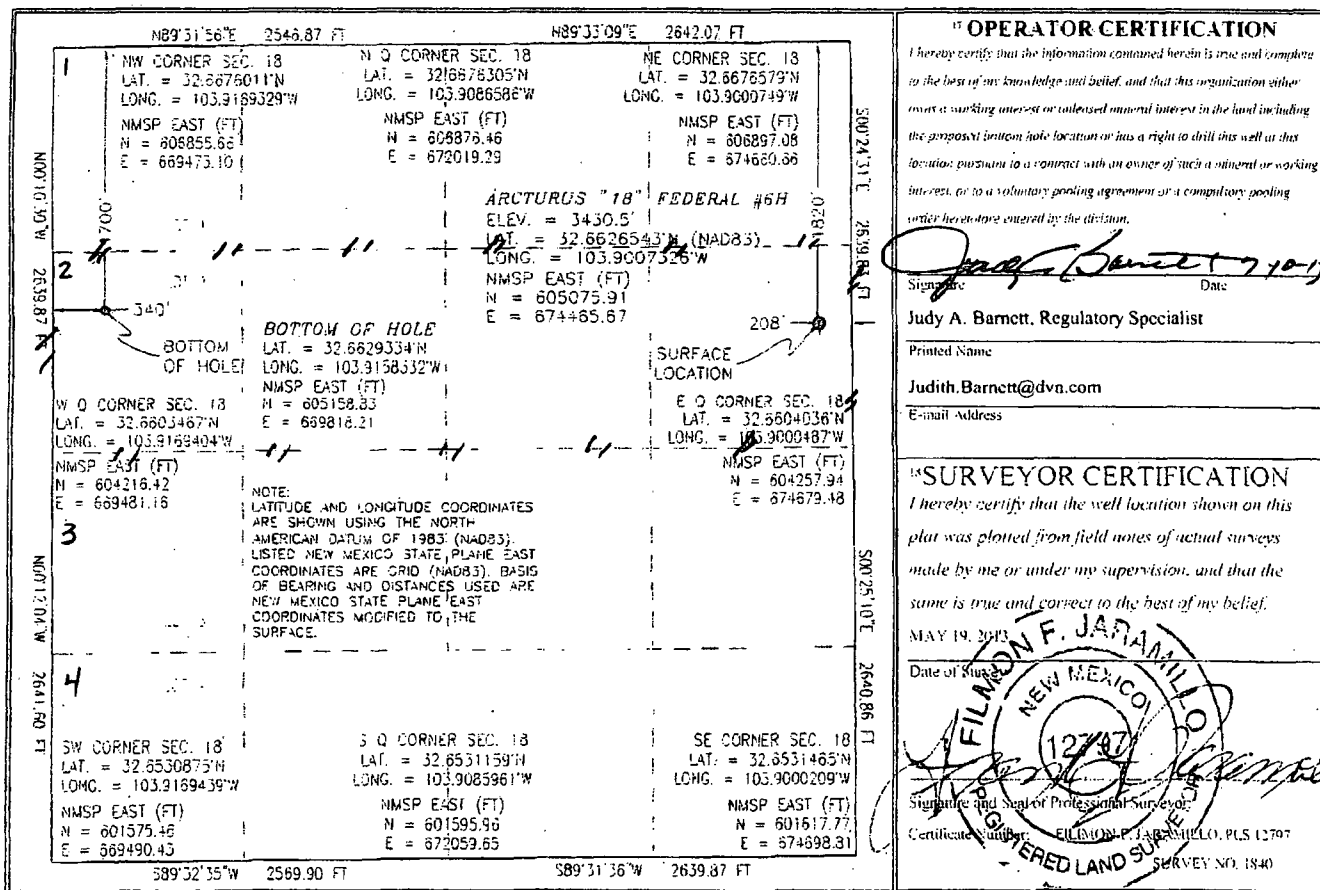 N89°31'56"E 2546.87 FT
N89°33'09"E 2642.07 FT
1
NW CORNER SEC. 18
LAT. = 32.6676011°N
LONG. = 103.9169329°W
NMSP EAST (FT)
N = 606855.66
E = 669473.10
N Q CORNER SEC. 18
LAT. = 32.6676305°N
LONG. = 103.9086586°W
NMSP EAST (FT)
N = 606876.46
E = 672019.29
NE CORNER SEC. 18
LAT. = 32.6676579°N
LONG. = 103.9000749°W
NMSP EAST (FT)
N = 606897.08
E = 674660.66
2639.87 FT
S00°24'31"E 2639.81 FT
700'
1820'
ARCTURUS "18" FEDERAL #6H
ELEV. = 3430.5'
LAT. = 32.6626543°N (NAD83)
LONG. = 103.9007326°W
NMSP EAST (FT)
N = 605075.91
E = 674465.67
2
340'
BOTTOM
OF HOLE
BOTTOM OF HOLE
LAT. = 32.6629334°N
LONG. = 103.9158332°W
NMSP EAST (FT)
N = 605158.83
E = 669818.21
208'
SURFACE
LOCATION
W Q CORNER SEC. 18
LAT. = 32.6603467°N
LONG. = 103.9169404°W
NMSP EAST (FT)
N = 604216.42
E = 669481.16
E Q CORNER SEC. 18
LAT. = 32.6604036°N
LONG. = 103.9000487°W
NMSP EAST (FT)
N = 604257.94
E = 674679.48
NOTE:
LATITUDE AND LONGITUDE COORDINATES
ARE SHOWN USING THE NORTH
AMERICAN DATUM OF 1983 (NAD83).
LISTED NEW MEXICO STATE PLANE EAST
COORDINATES ARE GRID (NAD83). BASIS
OF BEARING AND DISTANCES USED ARE
NEW MEXICO STATE PLANE EAST
COORDINATES MODIFIED TO THE
SURFACE.
3
N00°12'04"W 2641.60 FT
S00°25'10"E 2640.86 FT
4
SW CORNER SEC. 18
LAT. = 32.6530875°N
LONG. = 103.9169439°W
NMSP EAST (FT)
N = 601575.46
E = 669490.43
S Q CORNER SEC. 18
LAT. = 32.6531159°N
LONG. = 103.9085961°W
NMSP EAST (FT)
N = 601595.96
E = 672059.65
SE CORNER SEC. 18
LAT. = 32.6531465°N
LONG. = 103.9000209°W
NMSP EAST (FT)
N = 601617.77
E = 674698.31
S89°32'35"W 2569.90 FT
S89°31'36"W 2639.87 FT
17 OPERATOR CERTIFICATION
I hereby certify that the information contained herein is true and complete
to the best of my knowledge and belief, and that this organization either
owns a working interest or unleased mineral interest in the land including
the proposed bottom hole location or has a right to drill this well at this
location pursuant to a contract with an owner of such a mineral or working
interest, or to a voluntary pooling agreement or a compulsory pooling
order heretofore entered by the division.
Signature Date
Judy A. Barnett, Regulatory Specialist
Printed Name
Judith.Barnett@dvn.com
E-mail Address
18 SURVEYOR CERTIFICATION
I hereby certify that the well location shown on this
plat was plotted from field notes of actual surveys
made by me or under my supervision, and that the
same is true and correct to the best of my belief.
MAY 19, 2013
Date of Survey
FILIMON F. JARAMILLO
NEW MEXICO
12797
REGISTERED LAND SURVEYOR
Signature and Seal of Professional Surveyor:
Certificate Number: FILIMON F. JARAMILLO, PLS 12797
SURVEY NO. 1840